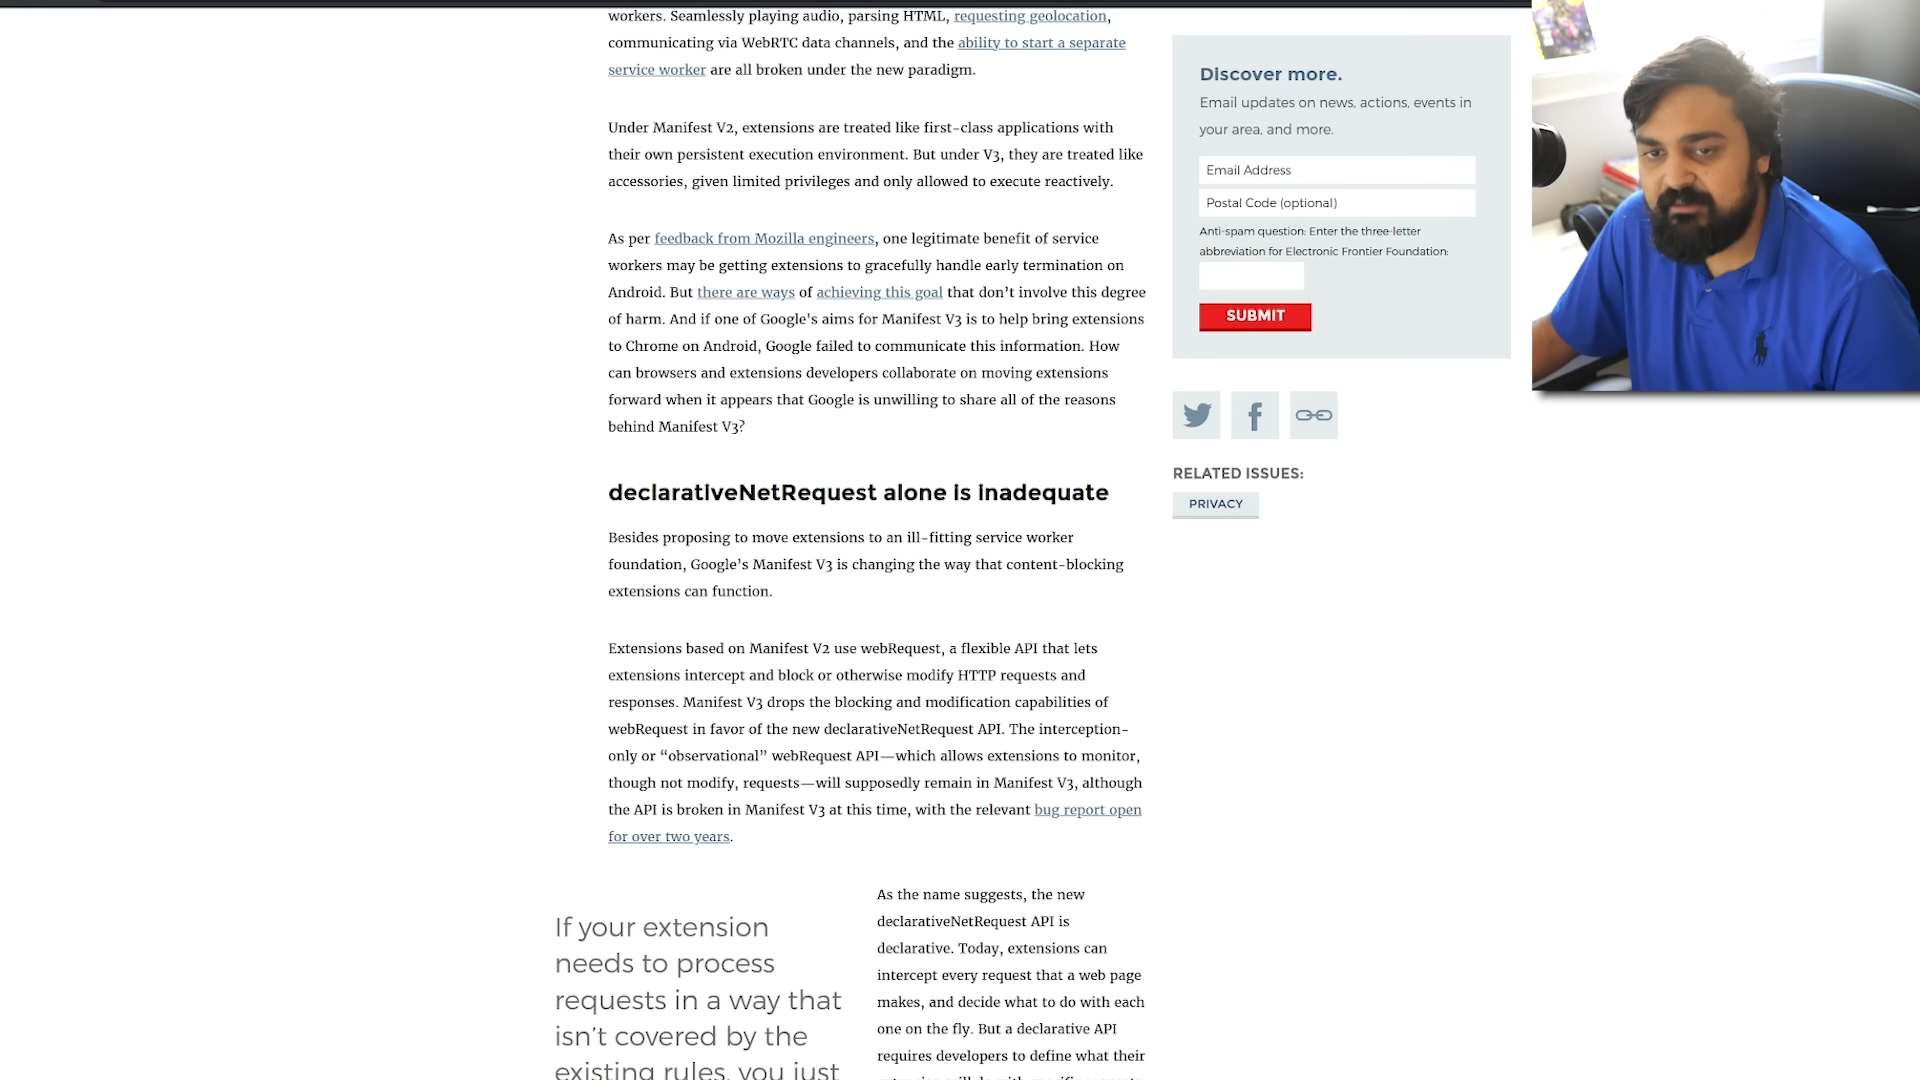 workers. Seamlessly playing audio, parsing HTML, requesting geolocation,
communicating via WebRTC data channels, and the ability to start a separate
service worker are all broken under the new paradigm.
Under Manifest V2, extensions are treated like first-class applications with
their own persistent execution environment. But under V3, they are treated like
accessories, given limited privileges and only allowed to execute reactively.
As per feedback from Mozilla engineers, one legitimate benefit of service
workers may be getting extensions to gracefully handle early termination on
Android. But there are ways of achieving this goal that don’t involve this degree
of harm. And if one of Google's aims for Manifest V3 is to help bring extensions
to Chrome on Android, Google failed to communicate this information. How
can browsers and extensions developers collaborate on moving extensions
forward when it appears that Google is unwilling to share all of the reasons
behind Manifest V3?
declarativeNetRequest alone is inadequate
Besides proposing to move extensions to an ill-fitting service worker
foundation, Google’s Manifest V3 is changing the way that content-blocking
extensions can function.
Extensions based on Manifest V2 use webRequest, a flexible API that lets
extensions intercept and block or otherwise modify HTTP requests and
responses. Manifest V3 drops the blocking and modification capabilities of
webRequest in favor of the new declarativeNetRequest API. The interception-
only or “observational” webRequest API—which allows extensions to monitor,
though not modify, requests—will supposedly remain in Manifest V3, although
the API is broken in Manifest V3 at this time, with the relevant bug report open
for over two years.
If your extension
needs to process
requests in a way that
isn’t covered by the
existing rules, you just
As the name suggests, the new
declarativeNetRequest API is
declarative. Today, extensions can
intercept every request that a web page
makes, and decide what to do with each
one on the fly. But a declarative API
requires developers to define what their
Discover more.
Email updates on news, actions, events in
your area, and more.
Email Address
Postal Code (optional)
Anti-spam question: Enter the three-letter
abbreviation for Electronic Frontier Foundation:
SUBMIT
RELATED ISSUES:
PRIVACY